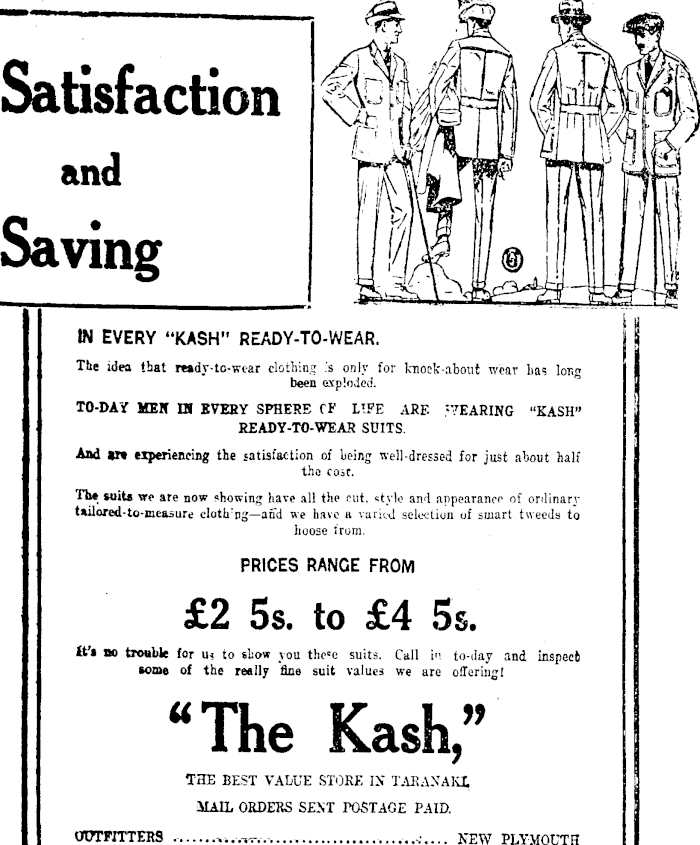 Satisfaction
and
Saving
IN EVERY “KASH” READY-TO-WEAR.
The idea that ready-to-wear clothing is only for knock-about wear has long
been exploded.
TO-DAY MEN IN EVERY SPHERE OF LIFE ARE WEARING “KASH”
READY-TO-WEAR SUITS.
And are experiencing the satisfaction of being well-dressed for just about half
the cost.
The suits we are now showing have all the cut, style and appearance of ordinary
tailored-to-measure clothing—and we have a varied selection of smart tweeds to
hoose from.
PRICES RANGE FROM
£2 5s. to £4 5s.
It's no trouble for us to show you these suits. Call in to-day and inspect
some of the really fine suit values we are offering!
“The Kash,”
THE BEST VALUE STORE IN TARANAKI.
MAIL ORDERS SENT POSTAGE PAID.
OUTFITTERS ........................................ NEW PLYMOUTH